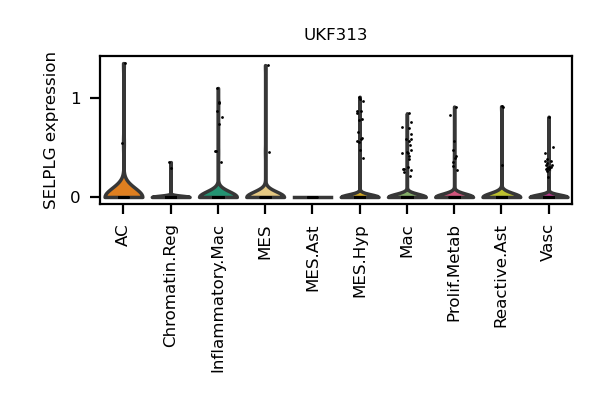 UKF313
SELPLG expression
1
0
AC
Chromatin.Reg
Inflammatory.Mac
MES
MES.Ast
MES.Hyp
Mac
Prolif.Metab
Reactive.Ast
Vasc